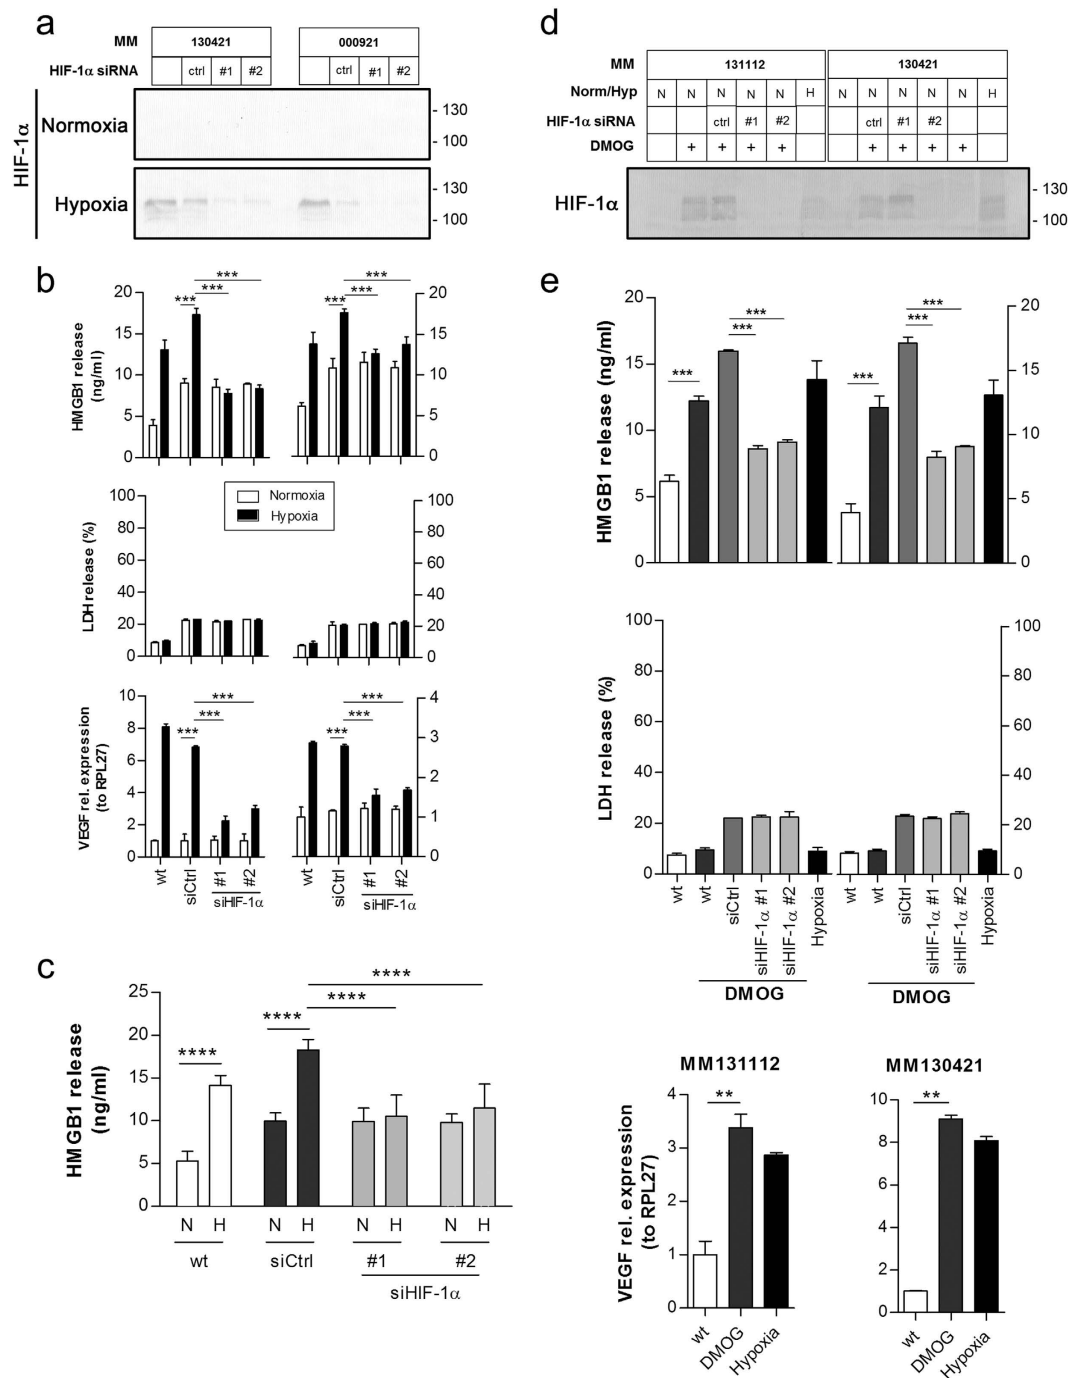 a
MM 130421 000921
HIF-1α siRNA ctrl #1 #2 ctrl #1 #2
HIF-1α
Normoxia - 130
- 100
Hypoxia - 130
- 100
b
*** *** *** *** *** ***
HMGB1 release
(ng/ml)
20 15 10 5 0
20 15 10 5 0
Normoxia
Hypoxia
LDH release (%)
100 80 60 40 20 0
100 80 60 40 20 0
VEGF rel. expression
(to RPL27)
10 8 6 4 2 0
*** *** *** *** *** ***
4 3 2 1 0
wt siCtrl #1 #2 wt siCtrl #1 #2
siHIF-1α siHIF-1α
c
HMGB1 release
(ng/ml)
25 20 15 10 5 0
**** **** **** ****
N H N H N H N H
wt siCtrl #1 #2
siHIF-1α
d
MM 131112 130421
Norm/Hyp N N N N N H N N N N N H
HIF-1α siRNA ctrl #1 #2 ctrl #1 #2
DMOG + + + + + + + +
HIF-1α - 130
- 100
e
HMGB1 release (ng/ml)
20 15 10 5 0
*** *** *** *** *** ***
20 15 10 5 0
LDH release (%)
100 80 60 40 20 0
100 80 60 40 20 0
wt wt siCtrl siHIF-1α #1 siHIF-1α #2 Hypoxia wt wt siCtrl siHIF-1α #1 siHIF-1α #2 Hypoxia
DMOG DMOG
MM131112 MM130421
VEGF rel. expression
(to RPL27)
4 3 2 1 0
**
wt DMOG Hypoxia
10 8 6 4 2 0
**
wt DMOG Hypoxia